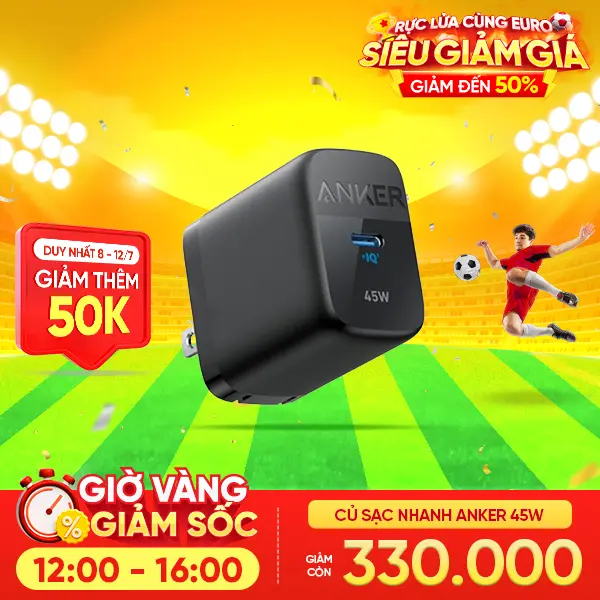 RỰC LỬA CÙNG EURO
SIÊU GIẢM GIÁ
GIẢM ĐẾN 50%
ANKER
IQ
45W
DUY NHẤT 8 - 12/7
GIẢM THÊM
50K
GIỜ VÀNG
GIẢM SỐC
%
12:00 - 16:00
CỦ SẠC NHANH ANKER 45W
GIẢM
CÒN
330.000